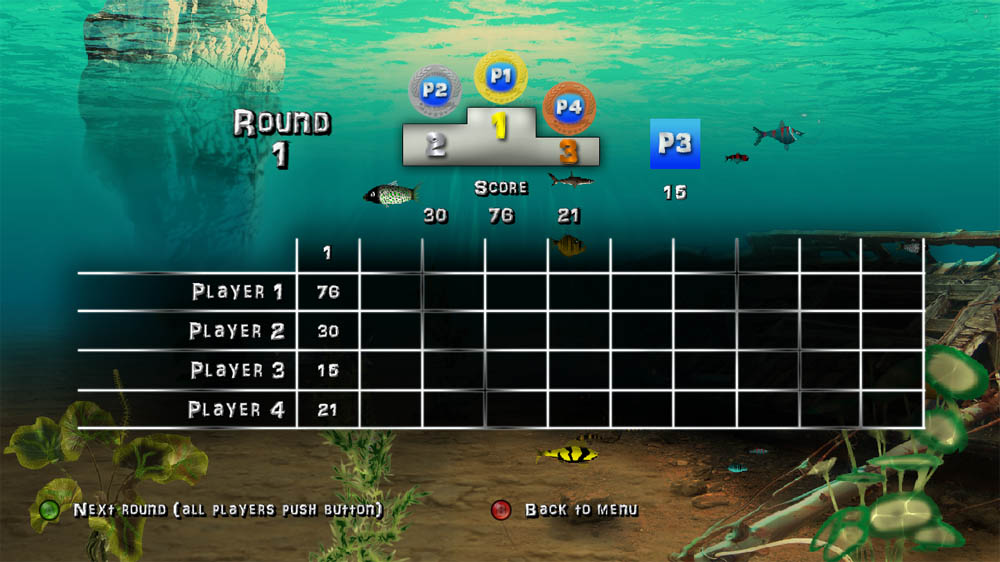 P1
P2
P4
Round
1
1
2
3
P3
15
Score
30 76 21
1
Player 1 76
Player 2 30
Player 3 15
Player 4 21
Next round (all players push button)
Back to menu